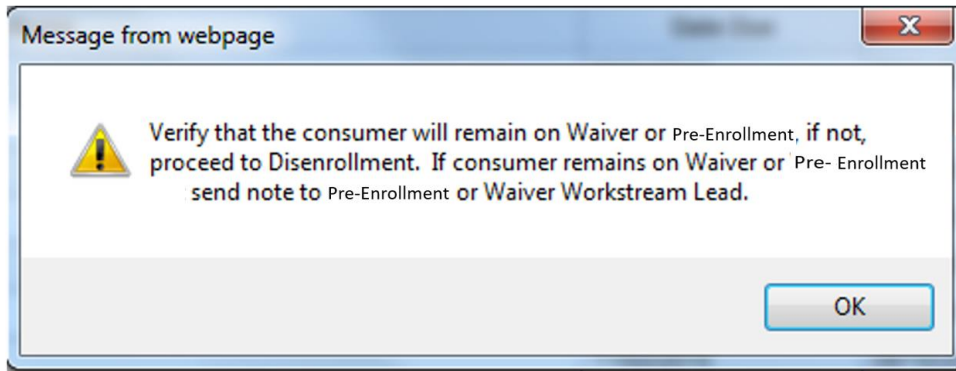 Message from webpage
Verify that the consumer will remain on Waiver or Pre-Enrollment, if not,
proceed to Disenrollment. If consumer remains on Waiver or Pre- Enrollment
send note to Pre-Enrollment or Waiver Workstream Lead.
OK